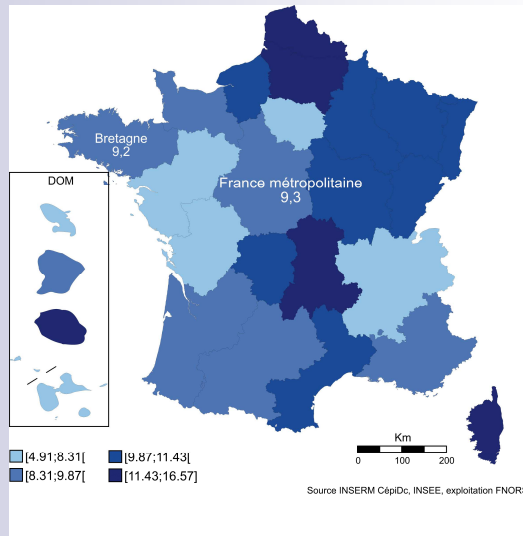 Bretagne
9,2
DOM
France métropolitaine
9,3
Km
0 100 200
[4.91;8.31[
[9.87;11.43[
[8.31;9.87[
[11.43;16.57]
Source INSERM CépiDc, INSEE, exploitation FNORS